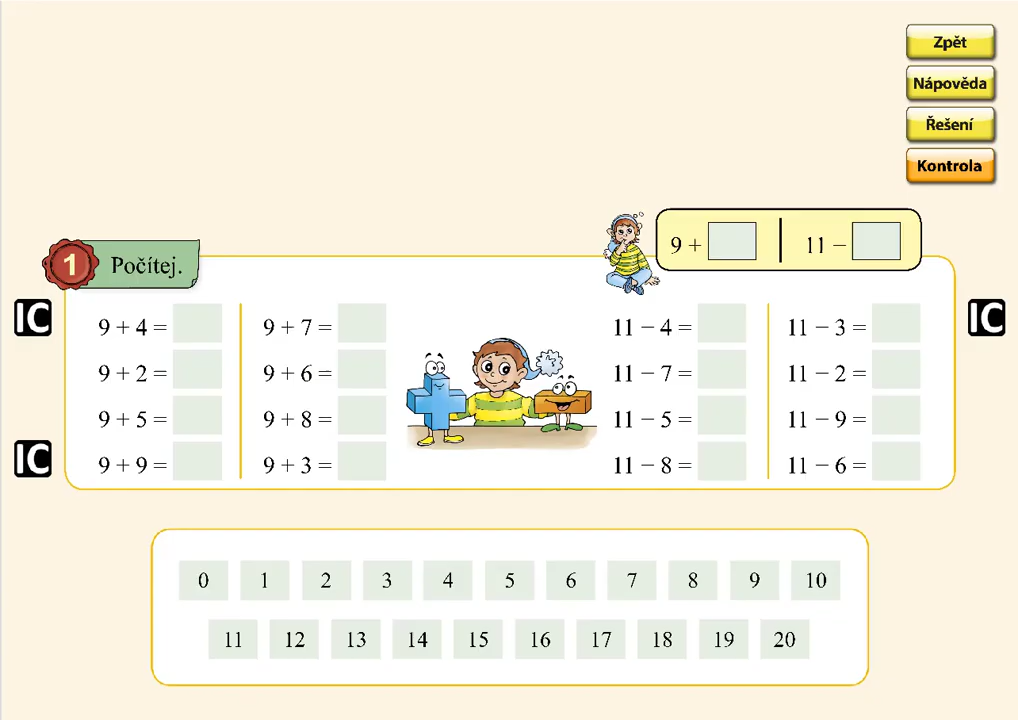 Zpět
Nápověda
Řešení
Kontrola
9 + 11 −
1 Počítej.
IC IC
9 + 4 = 9 + 7 = 11 − 4 = 11 − 3 =
9 + 2 = 9 + 6 = 11 − 7 = 11 − 2 =
9 + 5 = 9 + 8 = 11 − 5 = 11 − 9 =
9 + 9 = 9 + 3 = 11 − 8 = 11 − 6 =
IC
0 1 2 3 4 5 6 7 8 9 10
11 12 13 14 15 16 17 18 19 20